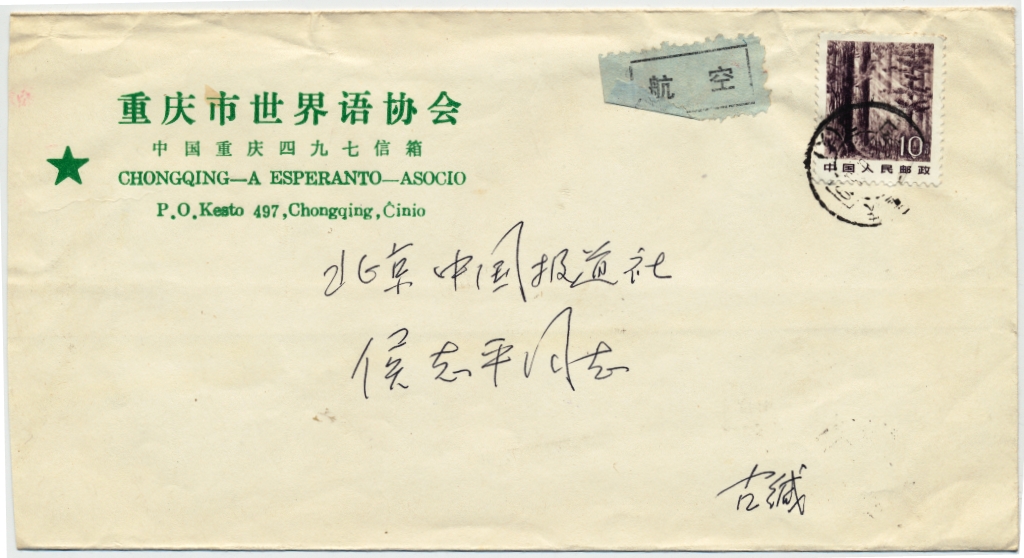 重庆市世界语协会
中国重庆四九七信箱
CHONGQING—A ESPERANTO—ASOCIO
P.O.Kesto 497,Chongqing,Ĉinio
航空
10
中国人民邮政
北京中国报道社
侯志平同志
古缄